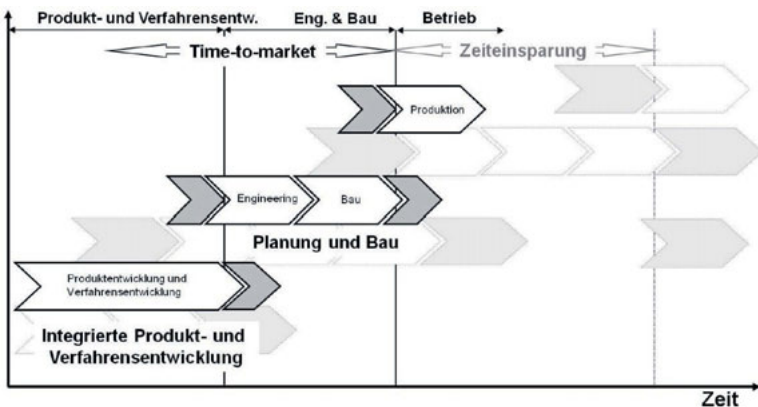 Produkt- und Verfahrensentw.
Eng. & Bau
Betrieb
Time-to-market
Zeiteinsparung
Produktion
Engineering
Bau
Planung und Bau
Produktentwicklung und
Verfahrensentwicklung
Integrierte Produkt- und
Verfahrensentwicklung
Zeit